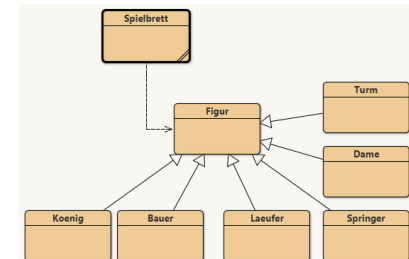 Spielbrett
Figur
Turm
Dame
Koenig
Bauer
Laeufer
Springer